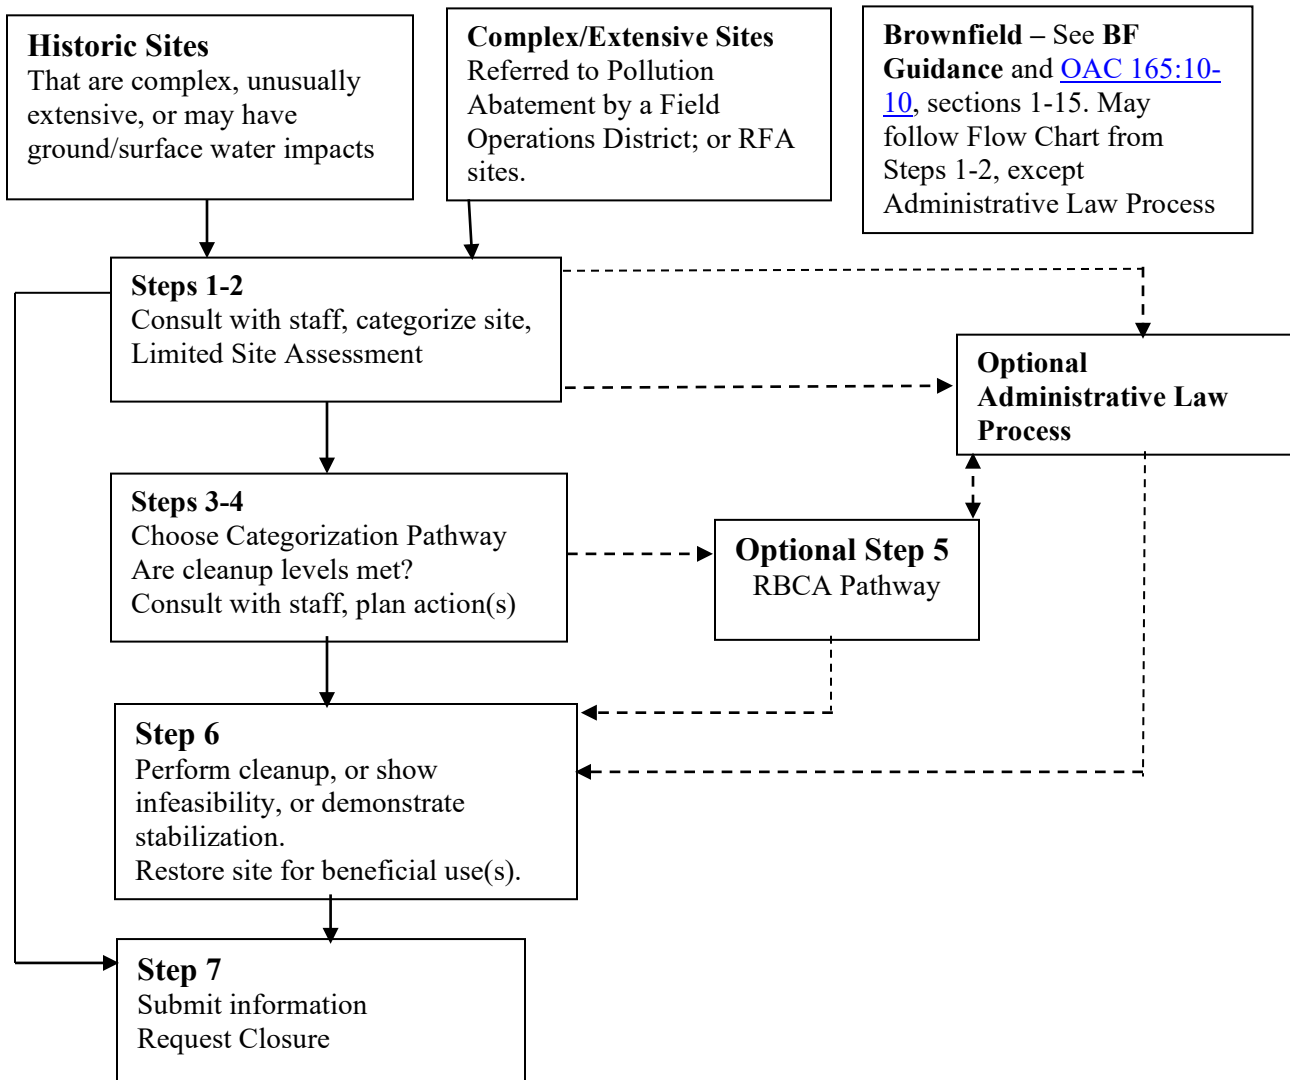 Historic Sites
That are complex, unusually
extensive, or may have
ground/surface water impacts
Complex/Extensive Sites
Referred to Pollution
Abatement by a Field
Operations District; or RFA
sites.
Brownfield – See BF
Guidance and OAC 165:10-
10, sections 1-15. May
follow Flow Chart from
Steps 1-2, except
Administrative Law Process
Steps 1-2
Consult with staff, categorize site,
Limited Site Assessment
Optional
Administrative Law
Process
Steps 3-4
Choose Categorization Pathway
Are cleanup levels met?
Consult with staff, plan action(s)
Optional Step 5
RBCA Pathway
Step 6
Perform cleanup, or show
infeasibility, or demonstrate
stabilization.
Restore site for beneficial use(s).
Step 7
Submit information
Request Closure